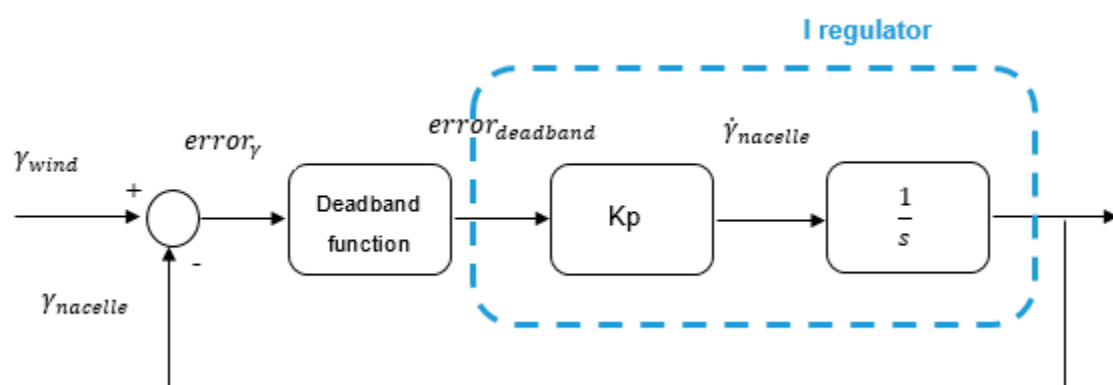 I regulator
γ_wind
error_γ
error_deadband
γ̇_nacelle
+
-
Deadband
function
Kp
1
s
γ_nacelle